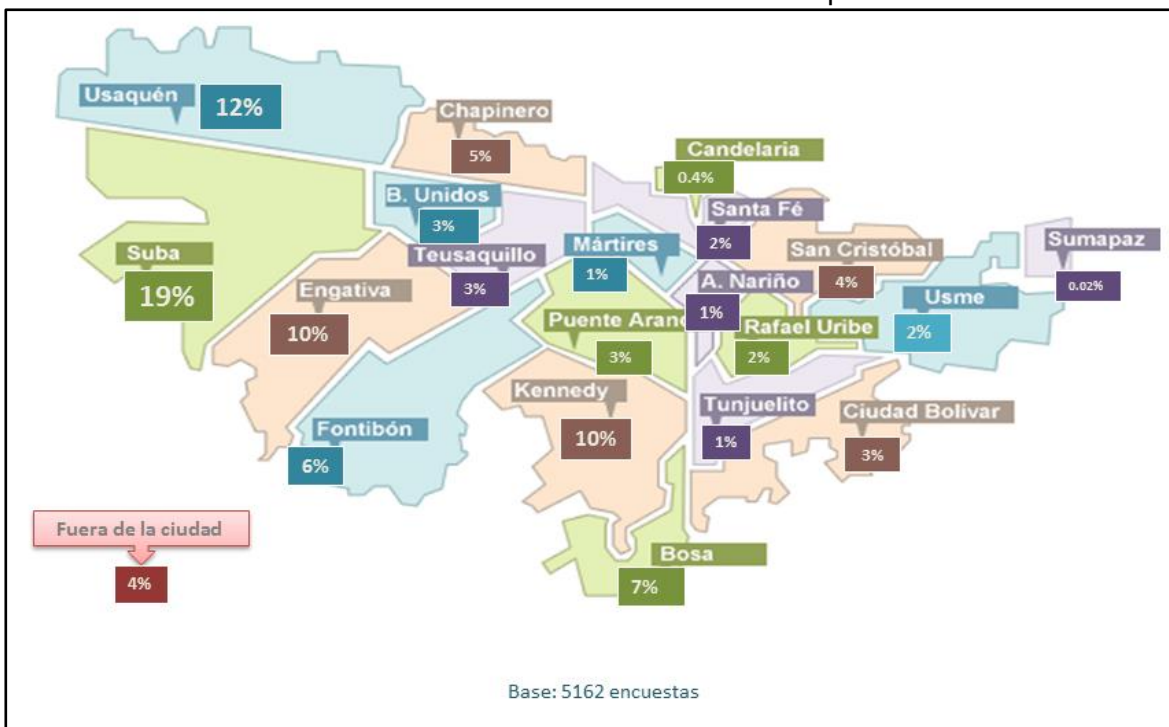 Usaquén
12%
Chapinero
5%
Candelaria
0.4%
B. Unidos
3%
Santa Fé
2%
Suba
19%
Teusaquillo
3%
Mártires
1%
San Cristóbal
4%
Sumapaz
0.02%
Engativa
10%
A. Nariño
1%
Usme
2%
Puente Aran
3%
Rafael Uribe
2%
Kennedy
10%
Tunjuelito
1%
Ciudad Bolivar
3%
Fontibón
6%
Fuera de la ciudad
4%
Bosa
7%
Base: 5162 encuestas